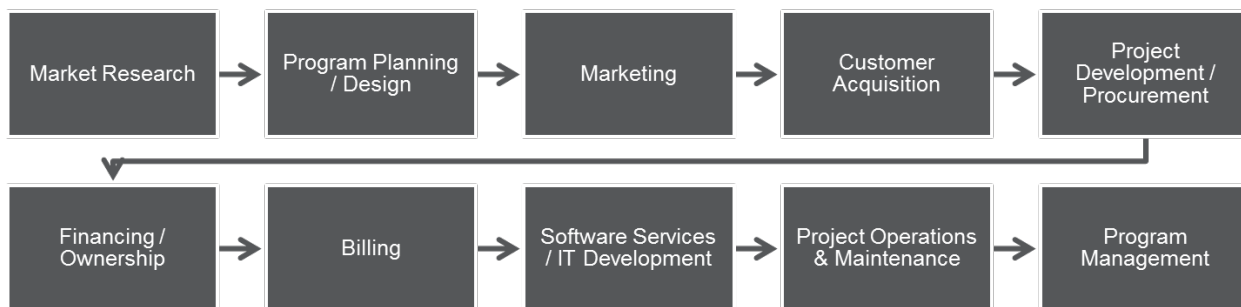 Market Research
Program Planning
/ Design
Marketing
Customer
Acquisition
Project
Development /
Procurement
Financing /
Ownership
Billing
Software Services
/ IT Development
Project Operations
& Maintenance
Program
Management